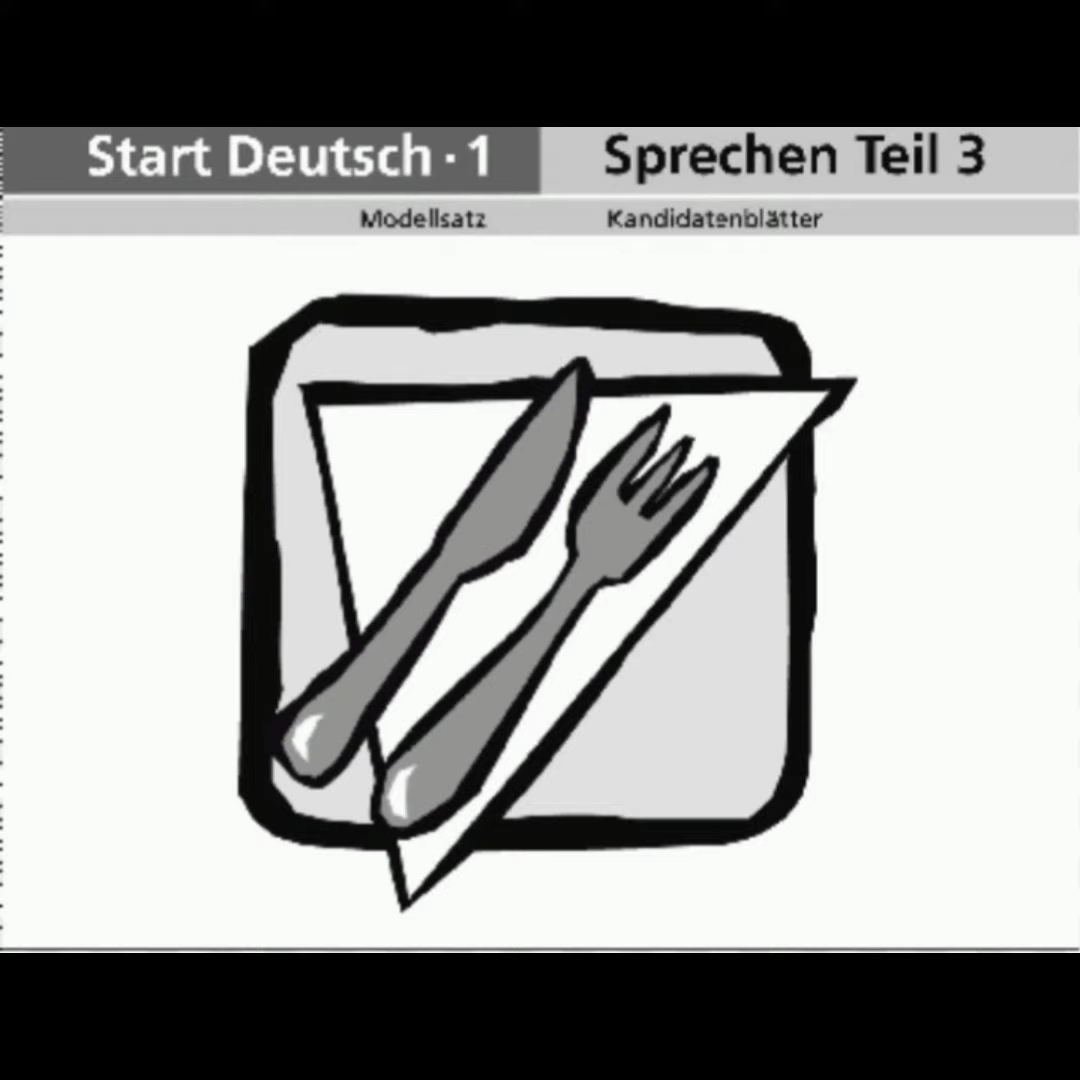 Start Deutsch · 1
Sprechen Teil 3
Modellsatz
Kandidatenblätter